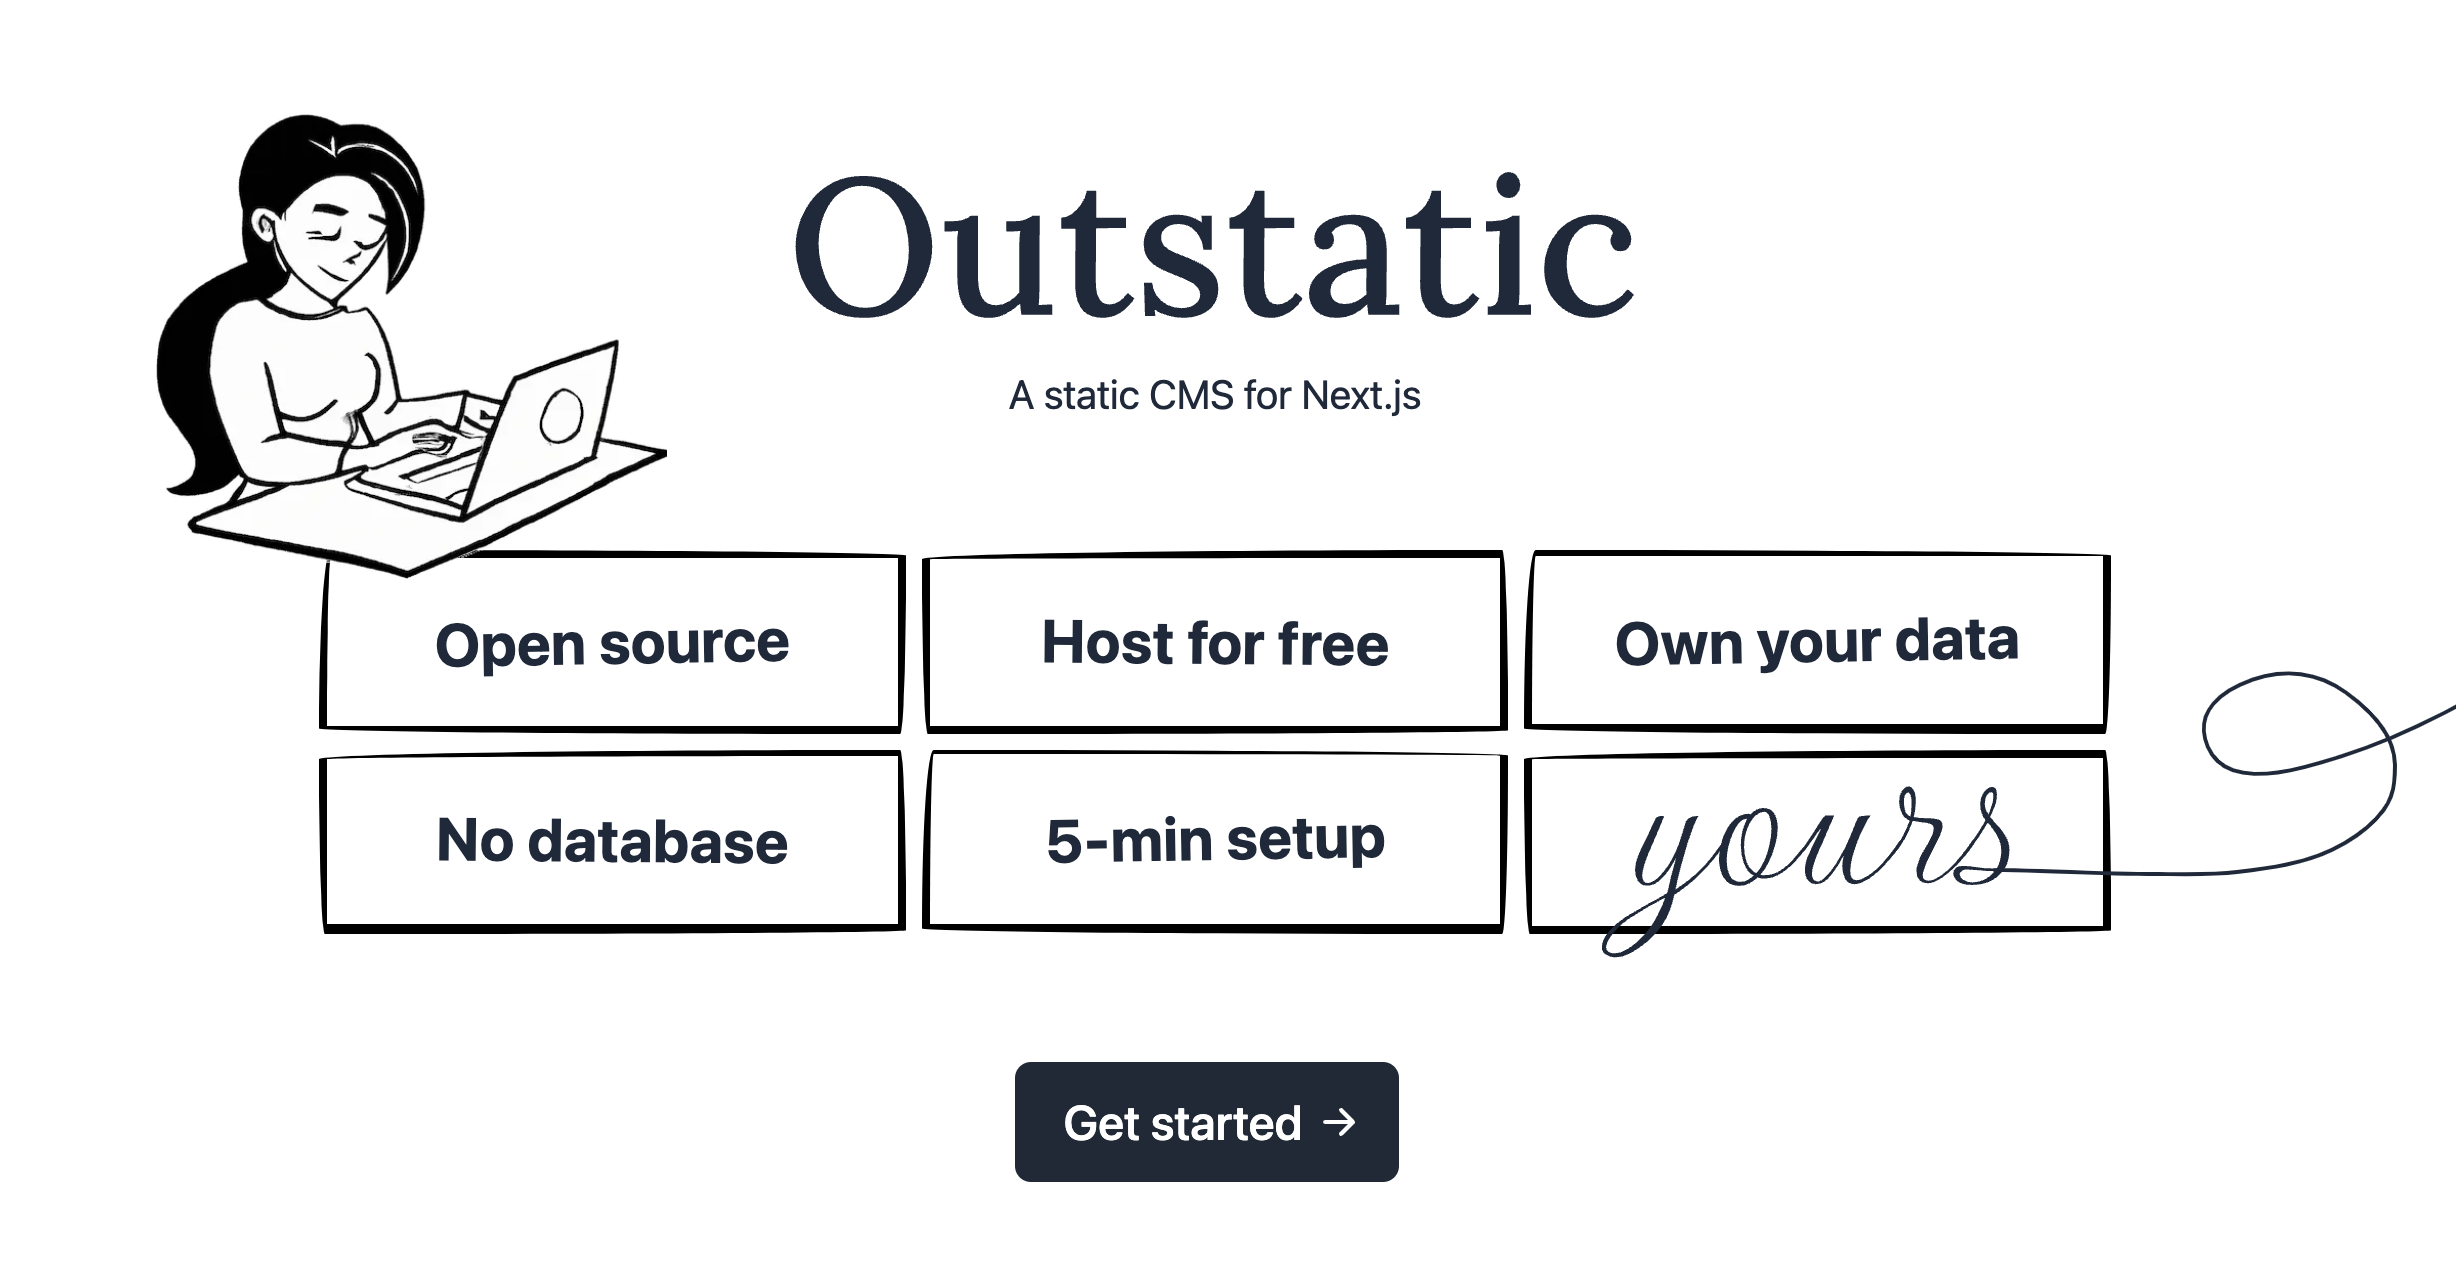 Outstatic
A static CMS for Next.js
Open source
Host for free
Own your data
No database
5-min setup
yours
Get started →